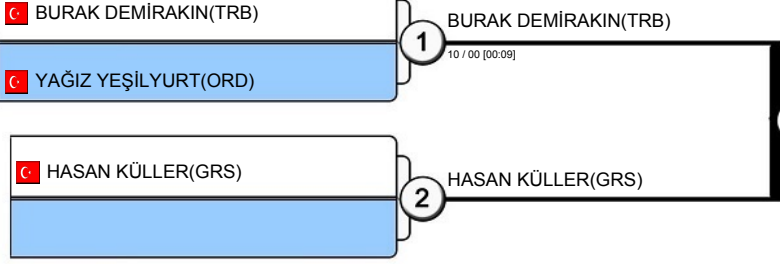 BURAK DEMİRAKIN(TRB)
YAĞIZ YEŞİLYURT(ORD)
1
BURAK DEMİRAKIN(TRB)
10 / 00 [00:09]
HASAN KÜLLER(GRS)
2
HASAN KÜLLER(GRS)